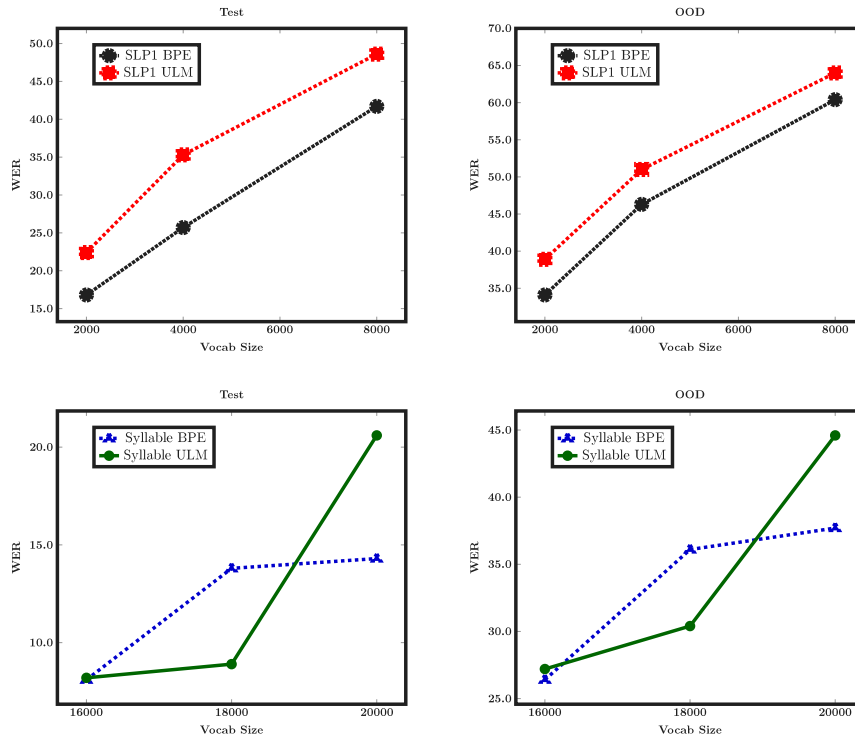 Test
50.0
45.0
40.0
35.0
30.0
25.0
20.0
15.0
WER
SLP1 BPE
SLP1 ULM
2000
4000
6000
8000
Vocab Size
OOD
70.0
65.0
60.0
55.0
50.0
45.0
40.0
35.0
WER
SLP1 BPE
SLP1 ULM
2000
4000
6000
8000
Vocab Size
Test
20.0
15.0
10.0
WER
Syllable BPE
Syllable ULM
16000
18000
20000
Vocab Size
OOD
45.0
40.0
35.0
30.0
25.0
WER
Syllable BPE
Syllable ULM
16000
18000
20000
Vocab Size